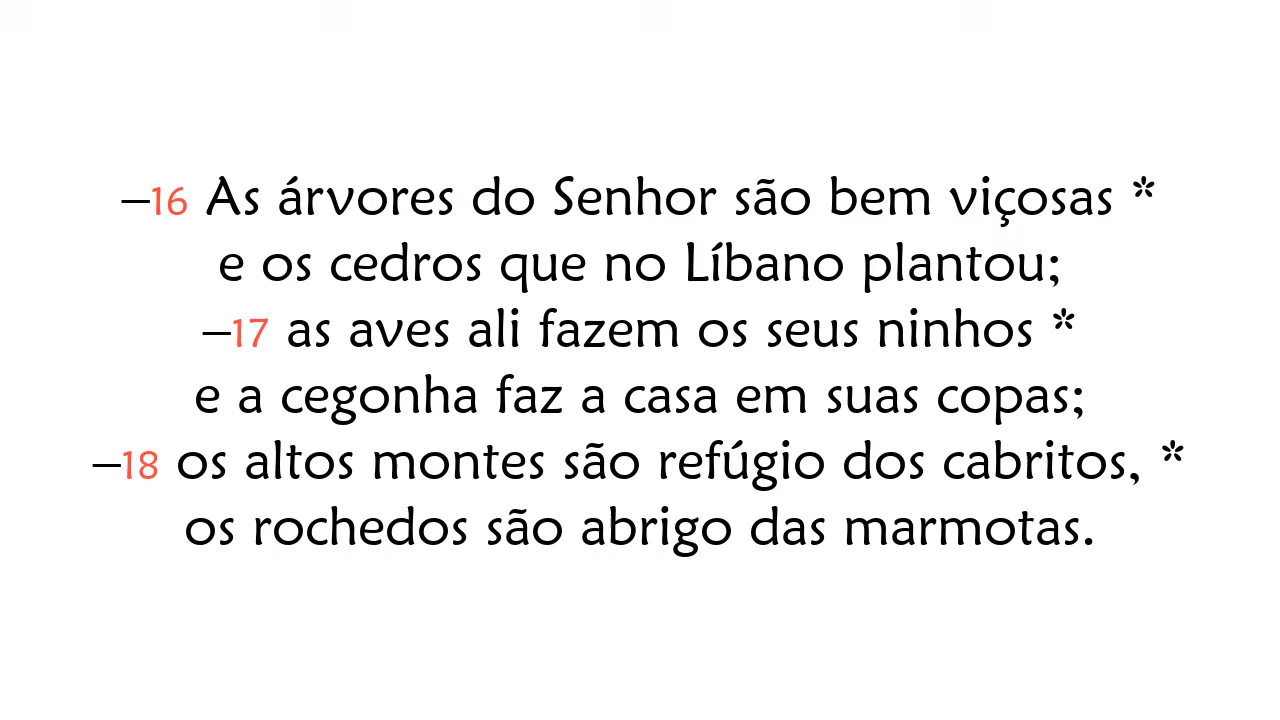 –16 As árvores do Senhor são bem viçosas *
e os cedros que no Líbano plantou;
–17 as aves ali fazem os seus ninhos *
e a cegonha faz a casa em suas copas;
–18 os altos montes são refúgio dos cabritos, *
os rochedos são abrigo das marmotas.